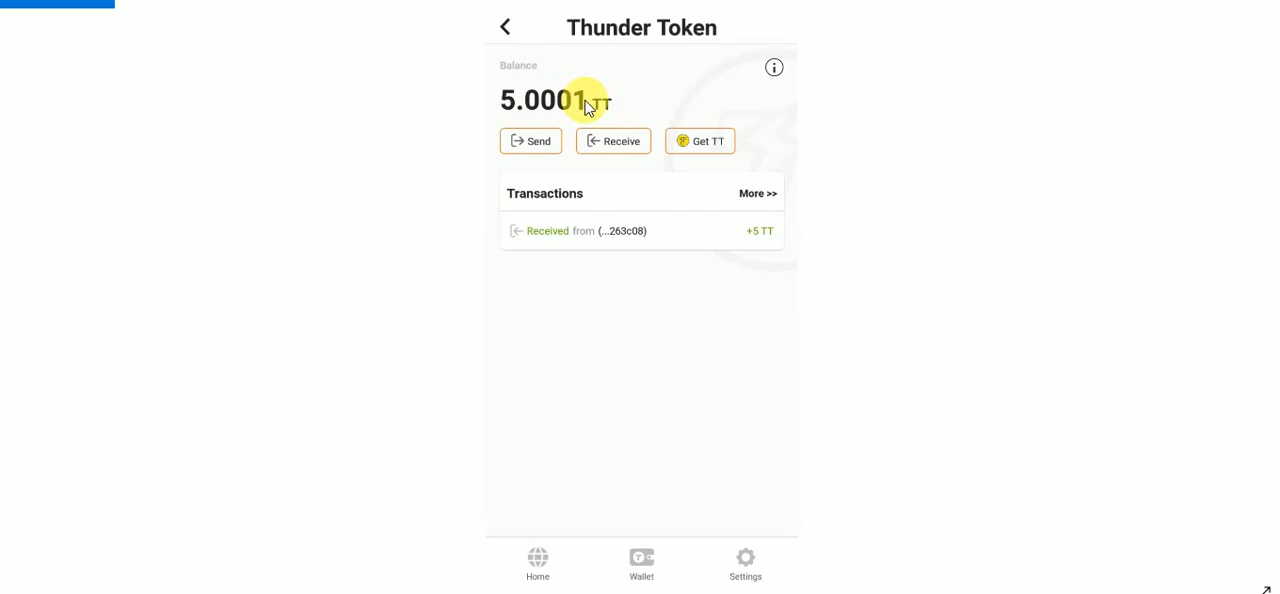 Thunder Token
Balance
5.0001 TT
Send
Receive
Get TT
Transactions
More >>
Received from (...263c08)
+5 TT
Home
Wallet
Settings